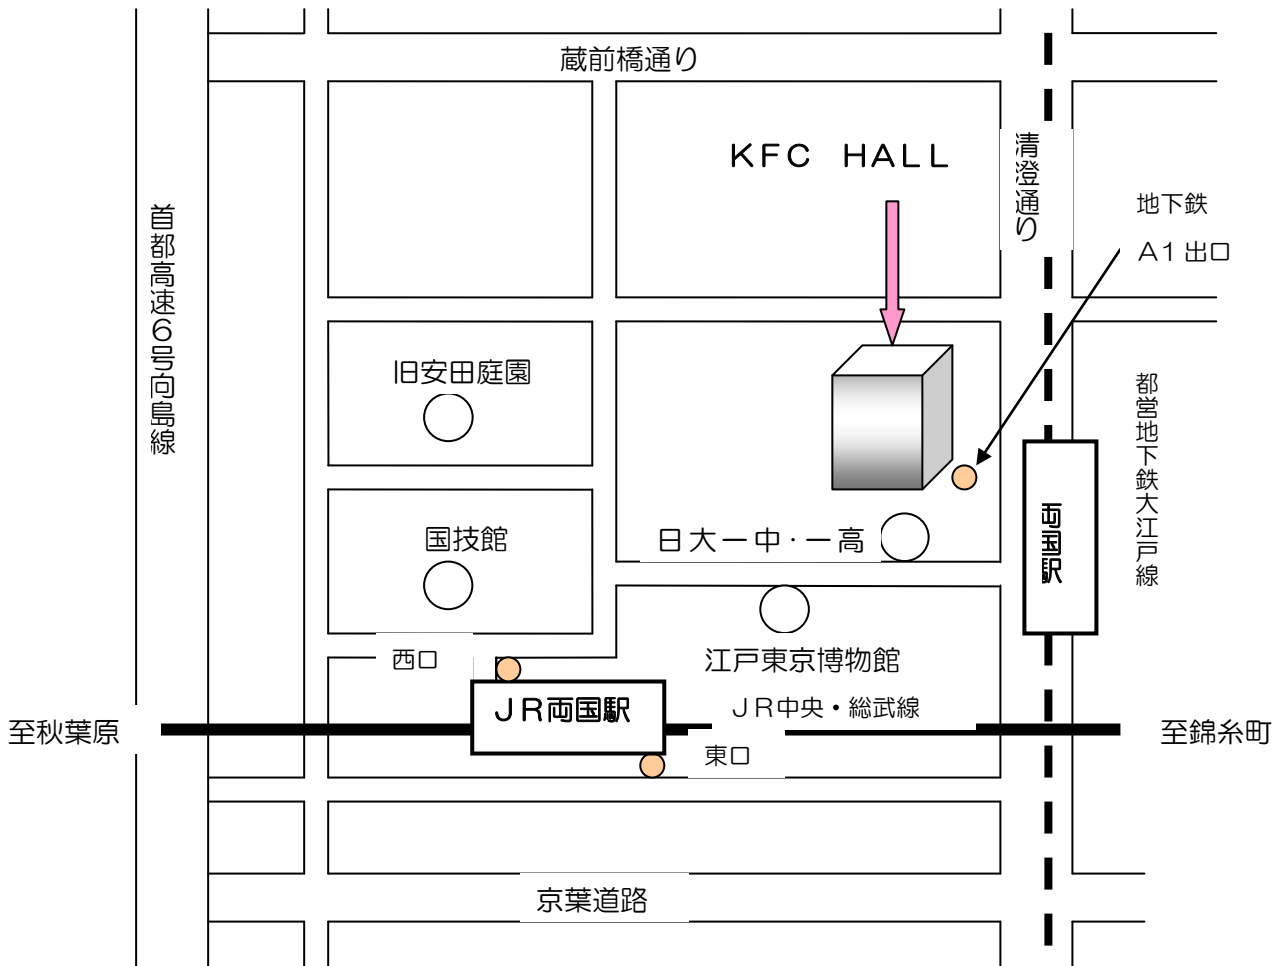 蔵前橋通り
KFC HALL
清澄通り
地下鉄
A1出口
首都高速6号向島線
旧安田庭園
都営地下鉄大江戸線
国技館
日大一中・一高
両国駅
西口
江戸東京博物館
JR両国駅
JR中央・総武線
至秋葉原
至錦糸町
東口
京葉道路